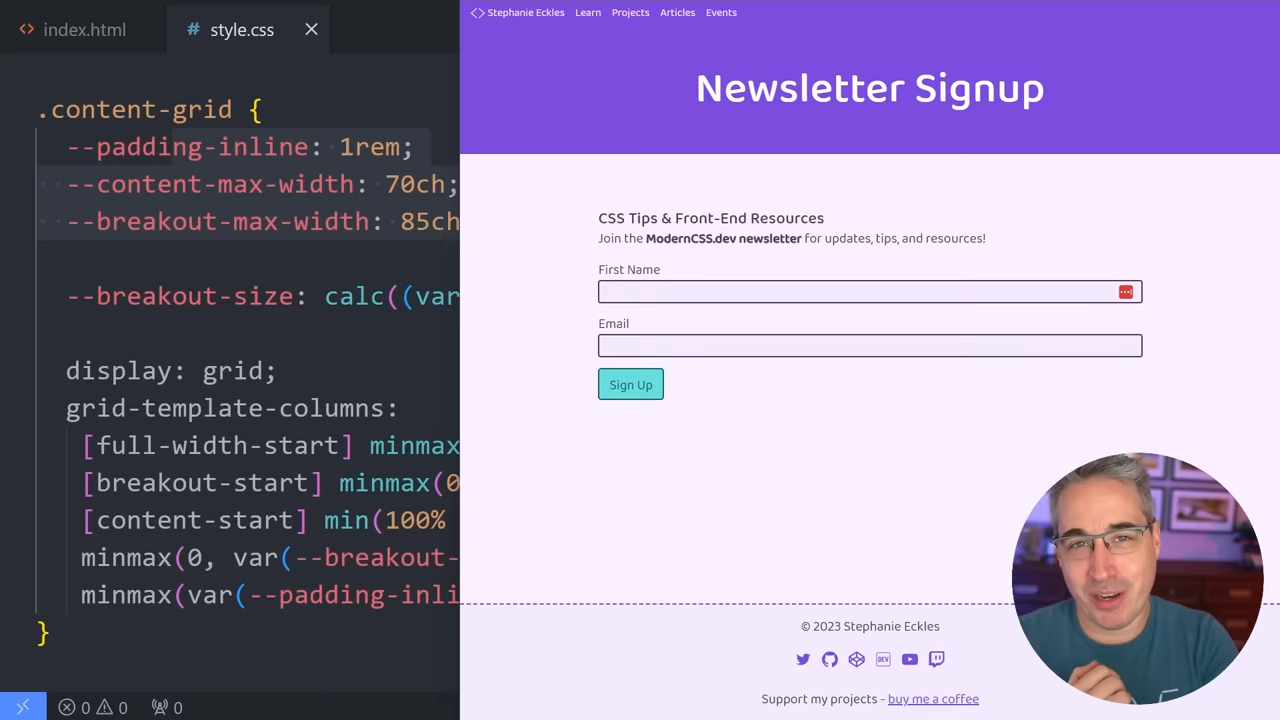 index.html
style.css
.content-grid {
--padding-inline: 1rem;
--content-max-width: 70ch;
--breakout-max-width: 85ch
--breakout-size: calc((var
display: grid;
grid-template-columns:
[full-width-start] minmax
[breakout-start] minmax(0
[content-start] min(100%
minmax(0, var(--breakout-
minmax(var(--padding-inli
}
0 0 0
Stephanie Eckles Learn Projects Articles Events
Newsletter Signup
CSS Tips & Front-End Resources
Join the ModernCSS.dev newsletter for updates, tips, and resources!
First Name
Email
Sign Up
© 2023 Stephanie Eckles
DEV
Support my projects - buy me a coffee